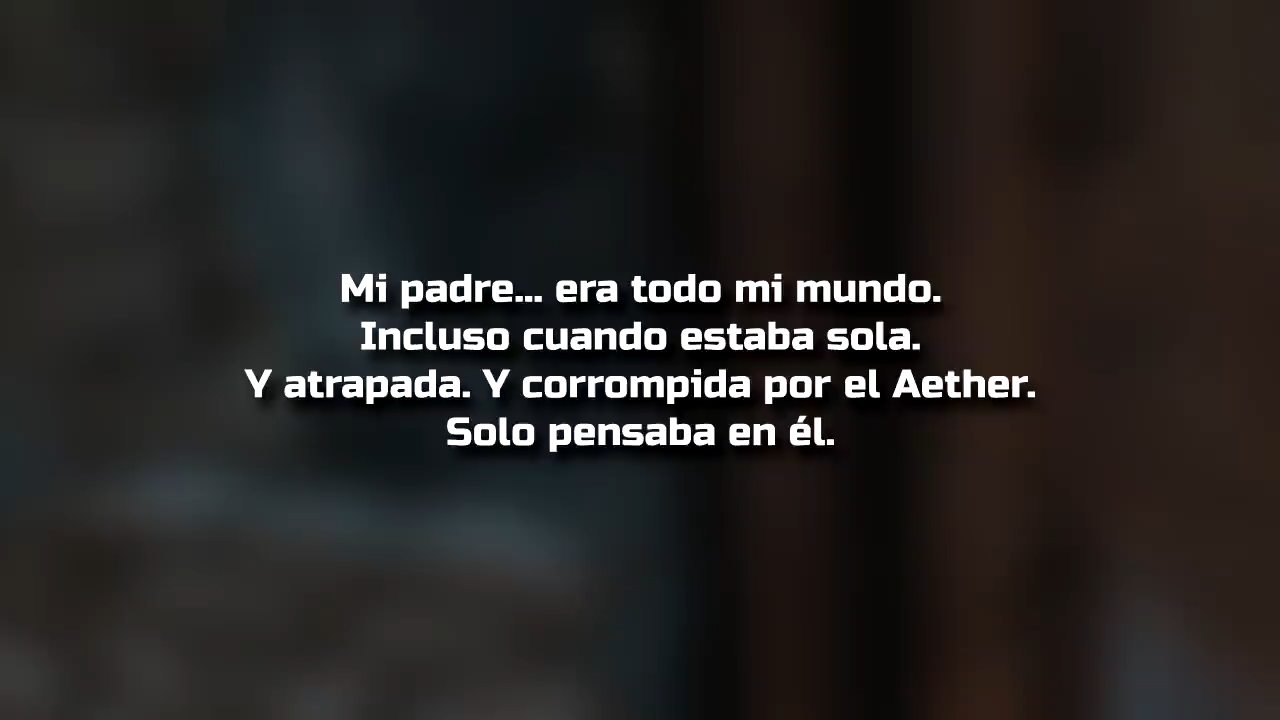 Mi padre... era todo mi mundo.
Incluso cuando estaba sola.
Y atrapada. Y corrompida por el Aether.
Solo pensaba en él.